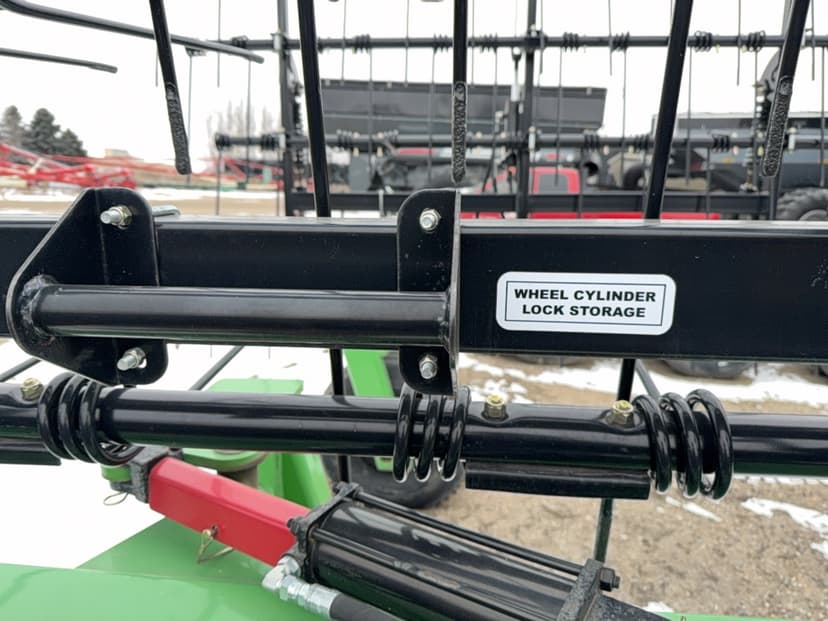 WHEEL CYLINDER
LOCK STORAGE